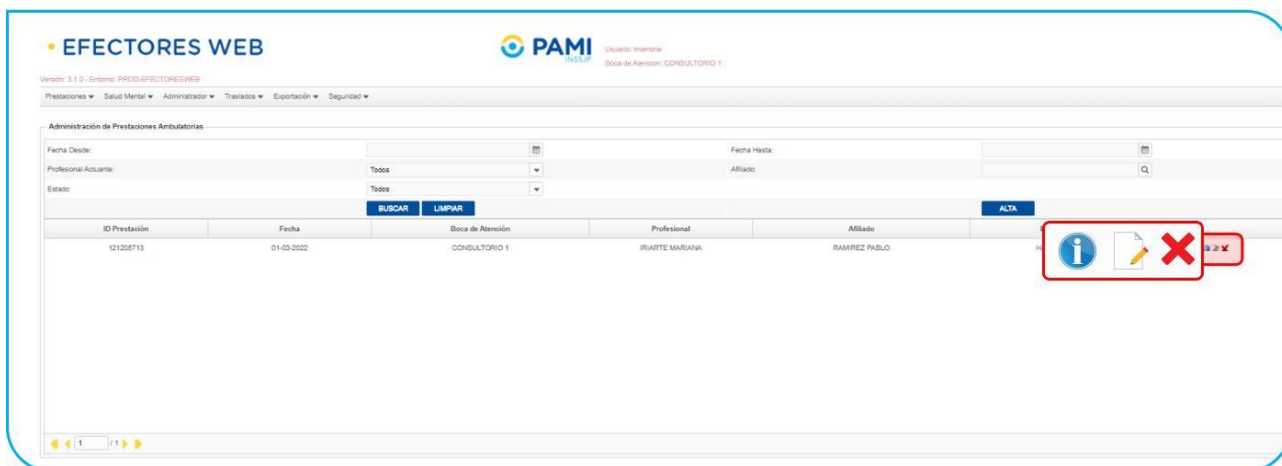 • EFECTORES WEB
PAMI
INSSJP
Usuario: lmarrone
Boca de Atencion: CONSULTORIO 1
Versión: 3.1.0 - Entorno: PROD-EFECTORESWEB
Prestaciones Salud Mental Administrador Traslados Exportación Seguridad
Administración de Prestaciones Ambulatorias
Fecha Desde: Fecha Hasta:
Profesional Actuante: Todos Afiliado:
Estado Todos
BUSCAR LIMPIAR ALTA
ID Prestación Fecha Boca de Atención Profesional Afiliado
121205713 01-03-2022 CONSULTORIO 1 IRIARTE MARIANA RAMIREZ PABLO
1 / 1